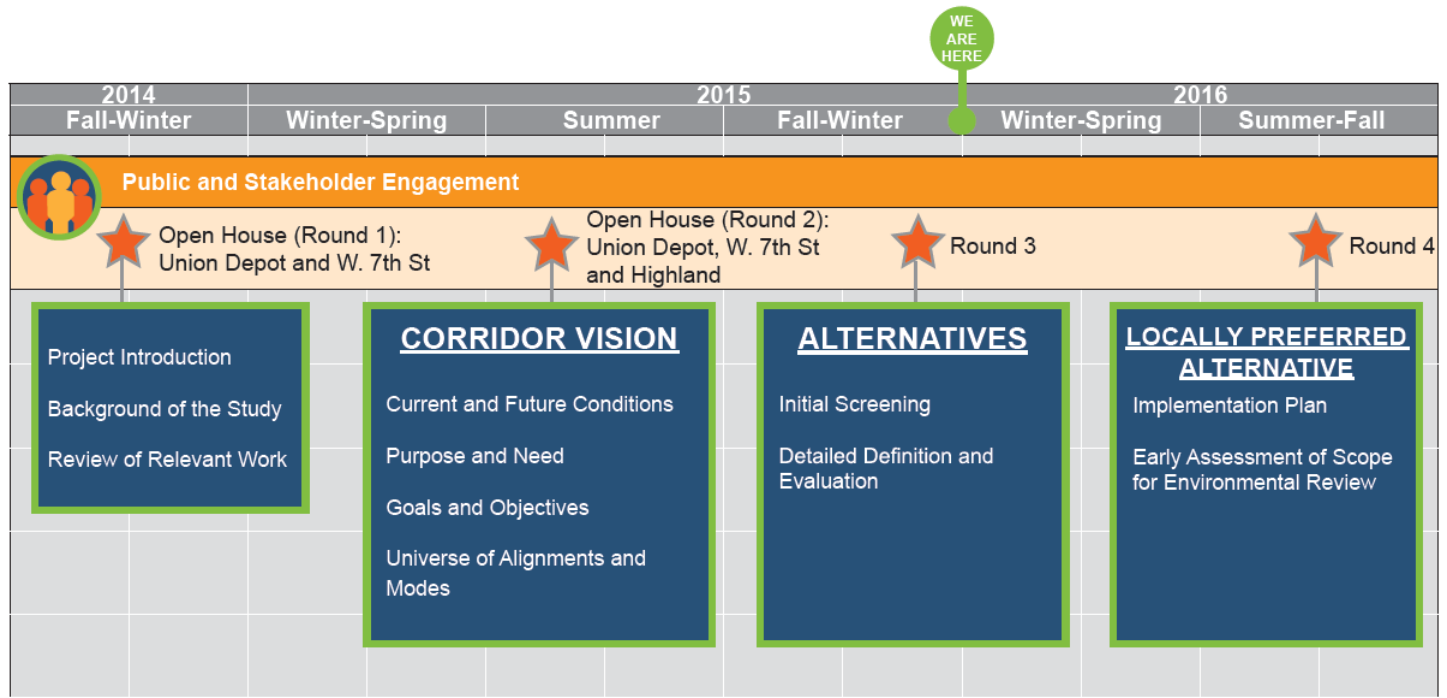 WE
ARE
HERE
2014
2015
2016
Fall-Winter
Winter-Spring
Summer
Fall-Winter
Winter-Spring
Summer-Fall
Public and Stakeholder Engagement
Open House (Round 1):
Union Depot and W. 7th St
Open House (Round 2):
Union Depot, W. 7th St
and Highland
Round 3
Round 4
Project Introduction
Background of the Study
Review of Relevant Work
CORRIDOR VISION
Current and Future Conditions
Purpose and Need
Goals and Objectives
Universe of Alignments and
Modes
ALTERNATIVES
Initial Screening
Detailed Definition and
Evaluation
LOCALLY PREFERRED
ALTERNATIVE
Implementation Plan
Early Assessment of Scope
for Environmental Review